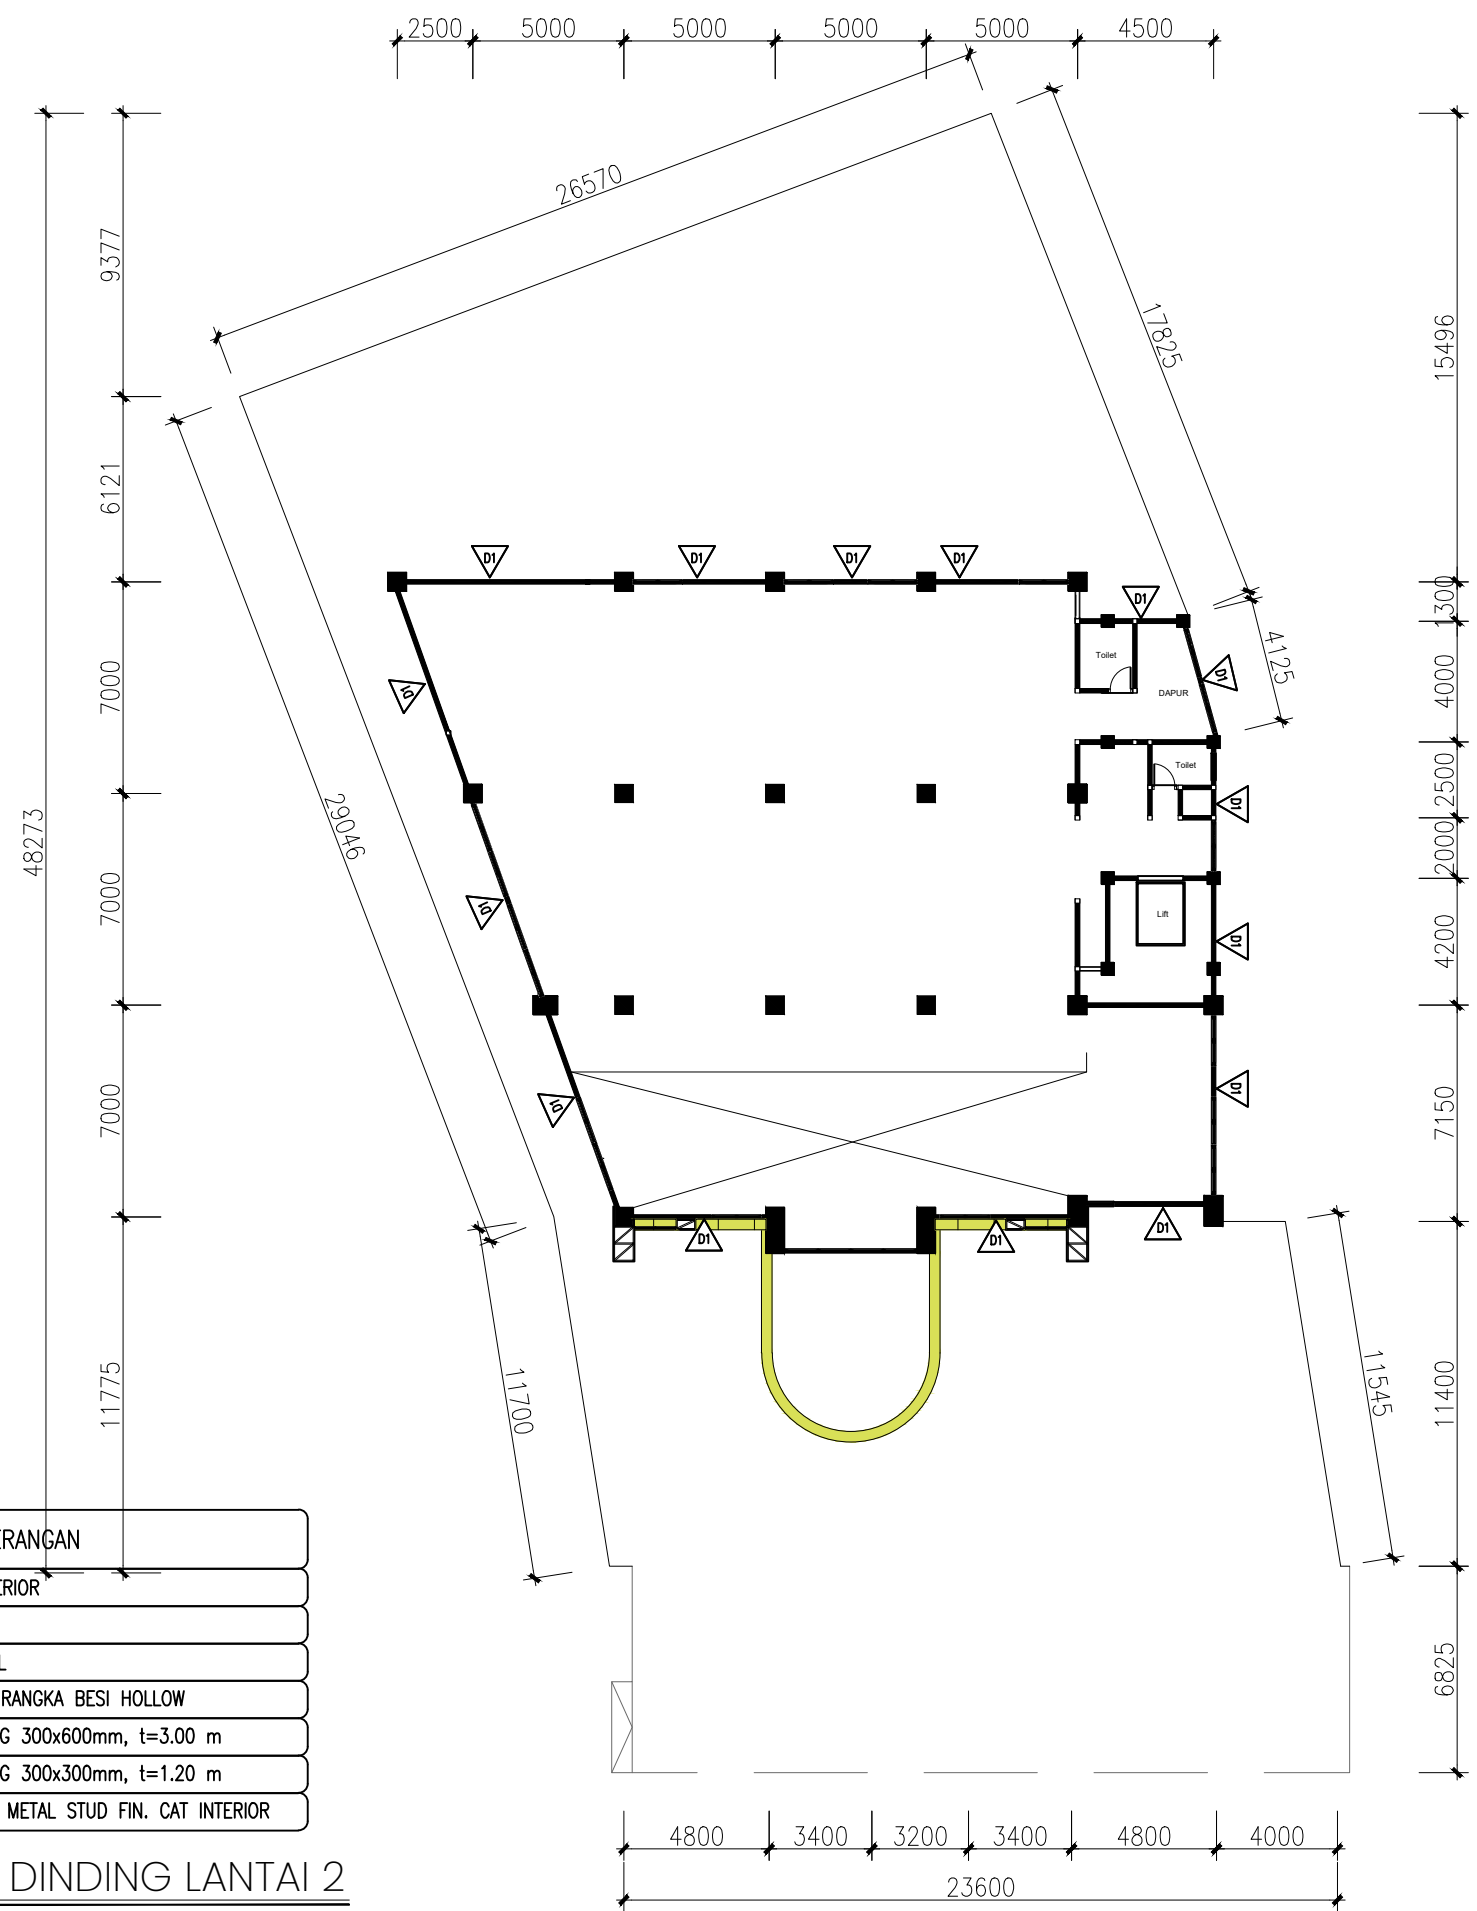 2500 5000 5000 5000 5000 4500
26570
9377
6121
7000
7000
7000
11775
48273
29046
11700
17825
4125
11545
15496
1300
4000
2500
2000
4200
7150
11400
6825
D1 D1 D1 D1
D1
Toilet
DAPUR
D1
D1
Toilet
D1
D1
Lift
D1
D1
D1
D1 D1 D1
ERANGAN
ERIOR
L
RANGKA BESI HOLLOW
G 300x600mm, t=3.00 m
G 300x300mm, t=1.20 m
METAL STUD FIN. CAT INTERIOR
DINDING LANTAI 2
4800 3400 3200 3400 4800 4000
23600